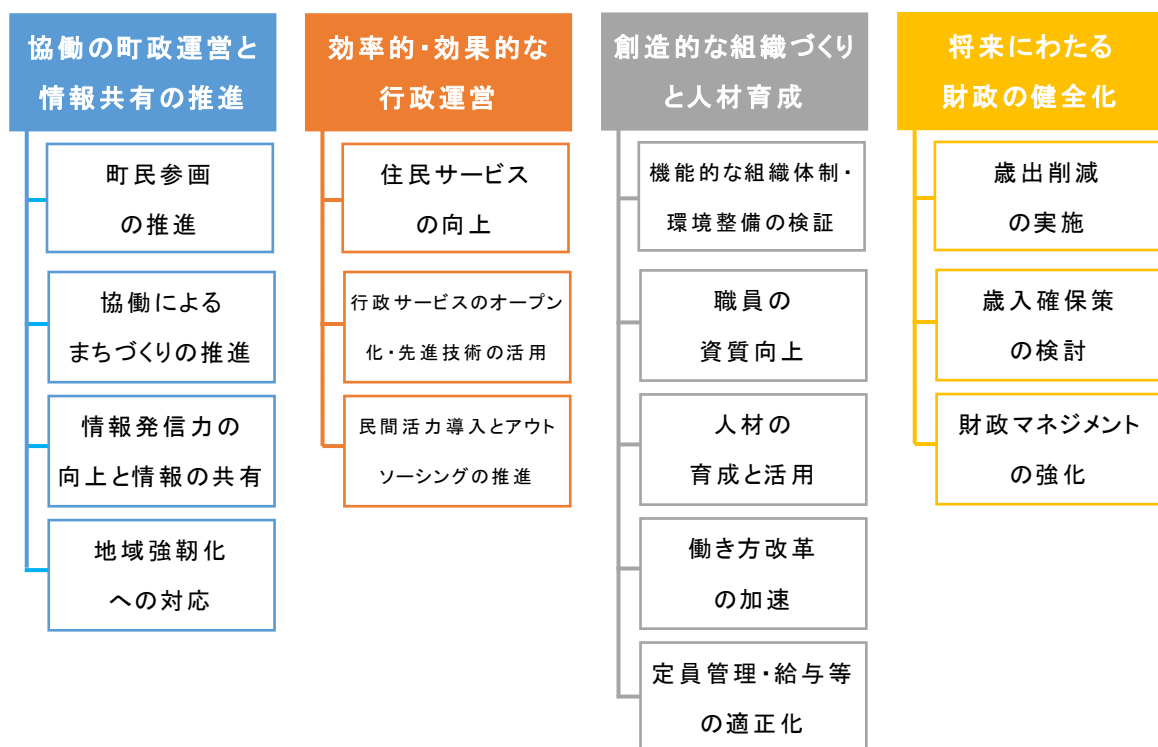 協働の町政運営と
情報共有の推進
町民参画
の推進
協働による
まちづくりの推進
情報発信力の
向上と情報の共有
地域強靭化
への対応
効率的・効果的な
行政運営
住民サービス
の向上
行政サービスのオープン
化・先進技術の活用
民間活力導入とアウト
ソーシングの推進
創造的な組織づくり
と人材育成
機能的な組織体制・
環境整備の検証
職員の
資質向上
人材の
育成と活用
働き方改革
の加速
定員管理・給与等
の適正化
将来にわたる
財政の健全化
歳出削減
の実施
歳入確保策
の検討
財政マネジメント
の強化